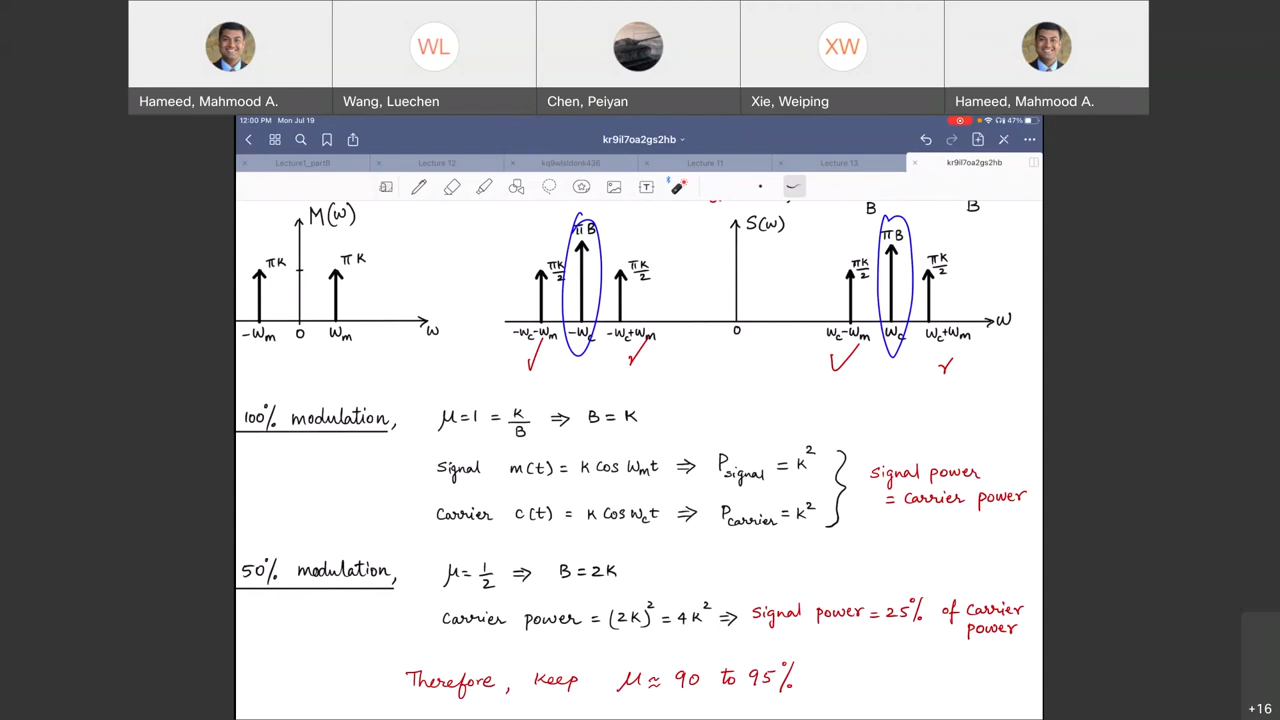 WL
XW
Hameed, Mahmood A.
Wang, Luechen
Chen, Peiyan
Xie, Weiping
Hameed, Mahmood A.
12:00 PM Mon Jul 19
47%
kr9il7oa2gs2hb
Lecture1_partB
Lecture 12
kq9wlsldonk436
Lecture 11
Lecture 13
kr9il7oa2gs2hb
B B
M(ω) S(ω)
πK πK πK/2 πB πK/2 πK/2 πB πK/2
-ωm 0 ωm ω -ωc-ωm -ωc -ωc+ωm 0 ωc-ωm ωc ωc+ωm ω
100% modulation, μ=1 = K/B ⇒ B = K
Signal m(t) = K cos ωmt ⇒ Psignal = K²
Carrier c(t) = K cos ωct ⇒ Pcarrier = K²
signal power
= carrier power
50% modulation, μ= 1/2 ⇒ B = 2K
Carrier power = (2K)² = 4K² ⇒ Signal power = 25% of carrier
power
Therefore, keep μ ≈ 90 to 95%
+16